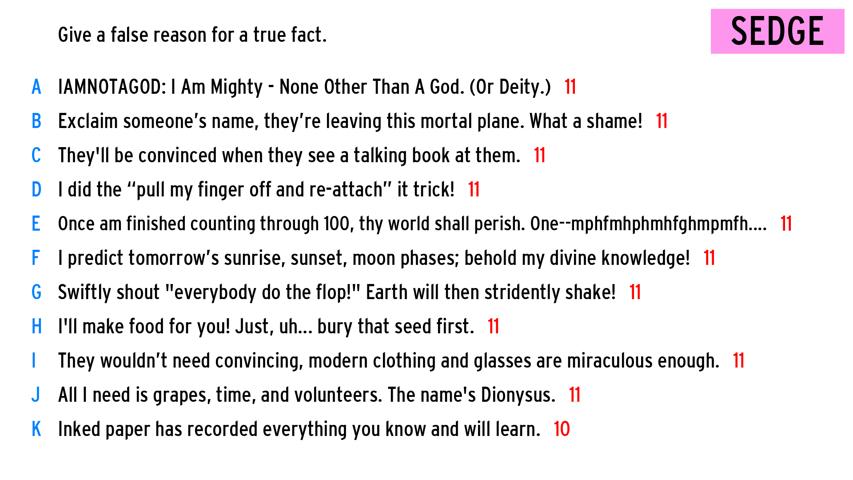 Give a false reason for a true fact.
SEDGE
A IAMNOTAGOD: I Am Mighty - None Other Than A God. (Or Deity.) 11
B Exclaim someone’s name, they’re leaving this mortal plane. What a shame! 11
C They'll be convinced when they see a talking book at them. 11
D I did the “pull my finger off and re-attach” it trick! 11
E Once am finished counting through 100, thy world shall perish. One--mphfmhphmhfghmpmfh.... 11
F I predict tomorrow’s sunrise, sunset, moon phases; behold my divine knowledge! 11
G Swiftly shout "everybody do the flop!" Earth will then stridently shake! 11
H I'll make food for you! Just, uh... bury that seed first. 11
I They wouldn’t need convincing, modern clothing and glasses are miraculous enough. 11
J All I need is grapes, time, and volunteers. The name's Dionysus. 11
K Inked paper has recorded everything you know and will learn. 10